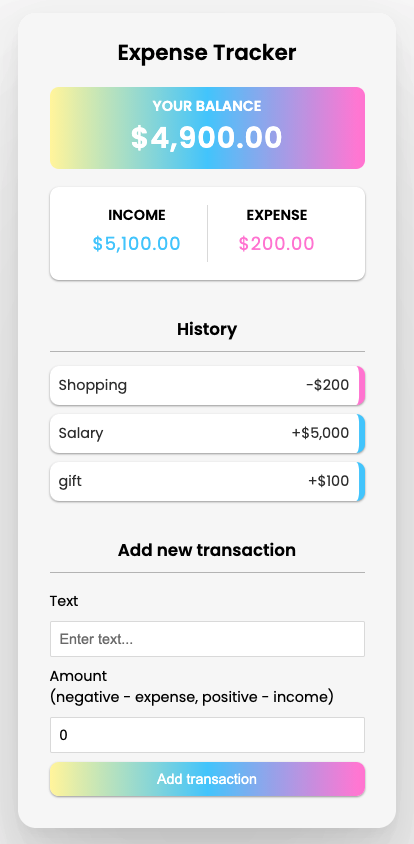 Expense Tracker
YOUR BALANCE
$4,900.00
INCOME EXPENSE
$5,100.00 $200.00
History
Shopping -$200
Salary +$5,000
gift +$100
Add new transaction
Text
Enter text...
Amount
(negative - expense, positive - income)
0
Add transaction